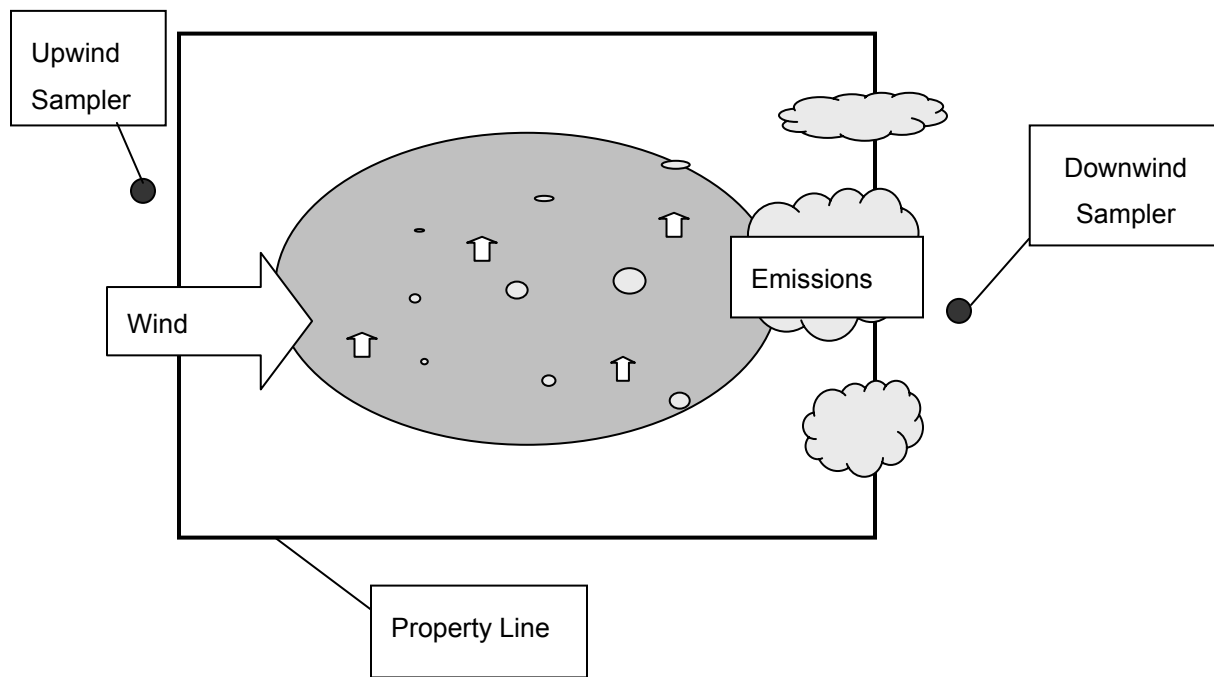 Upwind
Sampler
Downwind
Sampler
Emissions
Wind
Property Line